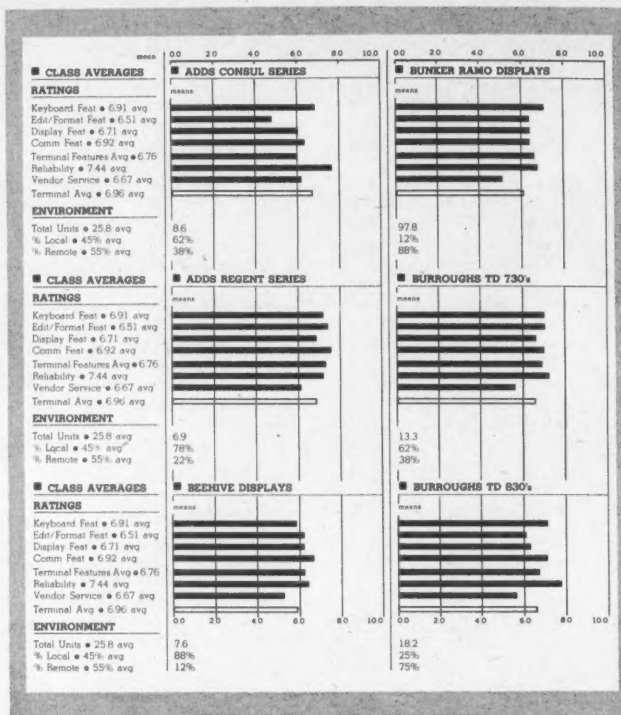 mean 0.0 2.0 4.0 6.0 8.0 10.0 0.0 2.0 4.0 6.0 8.0 10.0
■ CLASS AVERAGES ■ ADDS CONSUL SERIES ■ BUNKER RAMO DISPLAYS
RATINGS means means
Keyboard Feat ● 6.91 avg
Edit/Format Feat ● 6.51 avg
Display Feat ● 6.71 avg
Comm Feat ● 6.92 avg
Terminal Features Avg ● 6.76
Reliability ● 7.44 avg
Vendor Service ● 6.67 avg
Terminal Avg ● 6.96 avg
ENVIRONMENT
Total Units ● 25.8 avg 8.6 97.8
% Local ● 45% avg 62% 12%
% Remote ● 55% avg 38% 88%
■ CLASS AVERAGES ■ ADDS REGENT SERIES ■ BURROUGHS TD 730's
RATINGS means means
Keyboard Feat ● 6.91 avg
Edit/Format Feat ● 6.51 avg
Display Feat ● 6.71 avg
Comm Feat ● 6.92 avg
Terminal Features Avg ● 6.76
Reliability ● 7.44 avg
Vendor Service ● 6.67 avg
Terminal Avg ● 6.96 avg
ENVIRONMENT
Total Units ● 25.8 avg 6.9 13.3
% Local ● 45% avg 78% 62%
% Remote ● 55% avg 22% 38%
■ CLASS AVERAGES ■ BEEHIVE DISPLAYS ■ BURROUGHS TD 830's
RATINGS means means
Keyboard Feat ● 6.91 avg
Edit/Format Feat ● 6.51 avg
Display Feat ● 6.71 avg
Comm Feat ● 6.92 avg
Terminal Features Avg ● 6.76
Reliability ● 7.44 avg
Vendor Service ● 6.67 avg
Terminal Avg ● 6.96 avg
0.0 2.0 4.0 6.0 8.0 10.0 0.0 2.0 4.0 6.0 8.0 10.0
ENVIRONMENT
Total Units ● 25.8 avg 7.6 18.2
% Local ● 45% avg 88% 25%
% Remote ● 55% avg 12% 75%